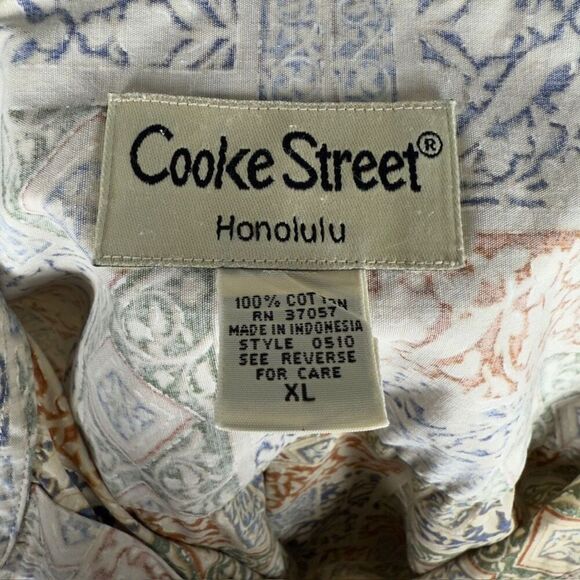 Cooke Street®
Honolulu
100% COTTON
RN 37057
MADE IN INDONESIA
STYLE 0510
SEE REVERSE
FOR CARE
XL